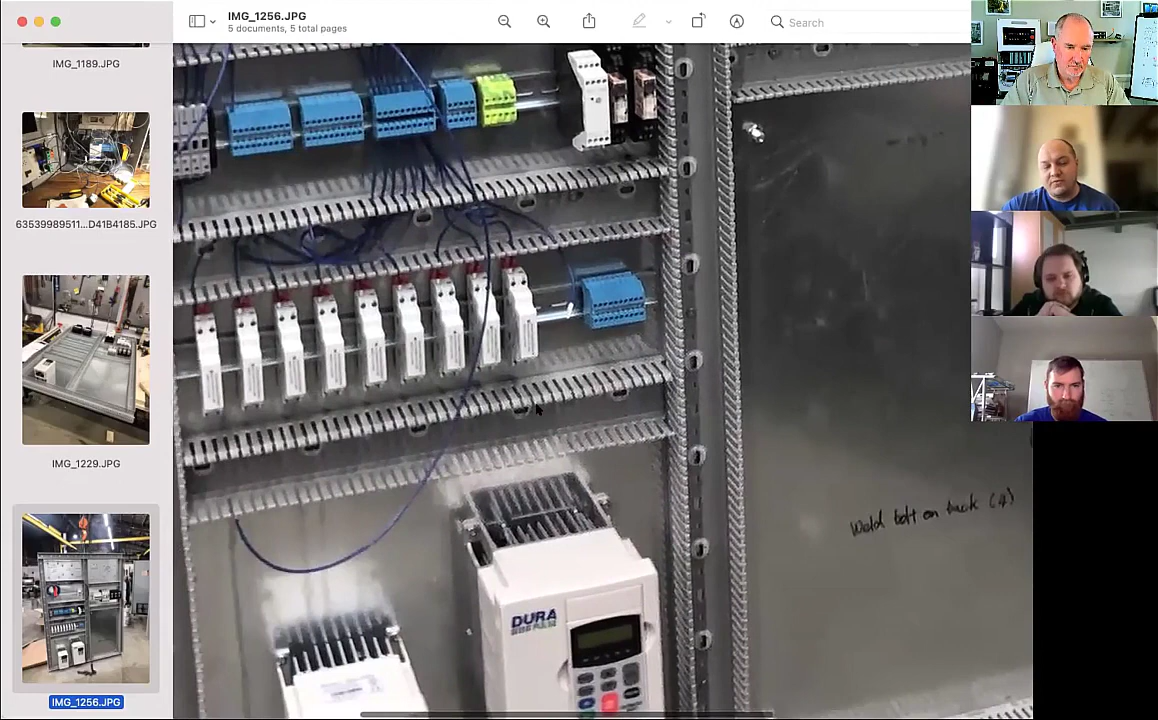 IMG_1256.JPG
5 documents, 5 total pages
Search
IMG_1189.JPG
63539989511...D41B4185.JPG
IMG_1229.JPG
IMG_1256.JPG
DURA
PULSE
Weld bolt on back (4)